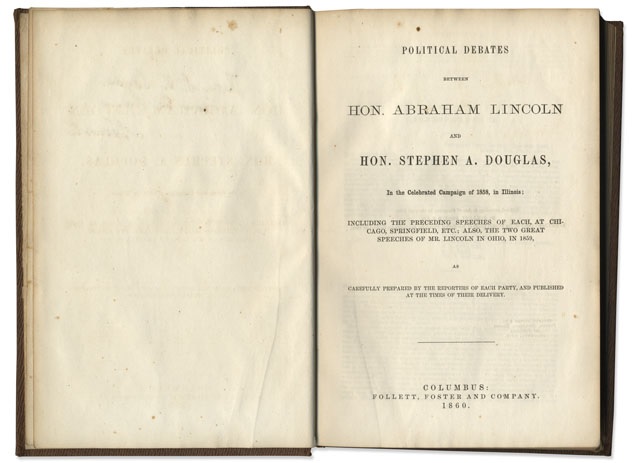 POLITICAL DEBATES
BETWEEN
HON. ABRAHAM LINCOLN
AND
HON. STEPHEN A. DOUGLAS,
In the Celebrated Campaign of 1858, in Illinois:
INCLUDING THE PRECEDING SPEECHES OF EACH, AT CHI-
CAGO, SPRINGFIELD, ETC.; ALSO, THE TWO GREAT
SPEECHES OF MR. LINCOLN IN OHIO, IN 1859,
AS
CAREFULLY PREPARED BY THE REPORTERS OF EACH PARTY, AND PUBLISHED
AT THE TIMES OF THEIR DELIVERY.
COLUMBUS:
FOLLETT, FOSTER AND COMPANY.
1860.